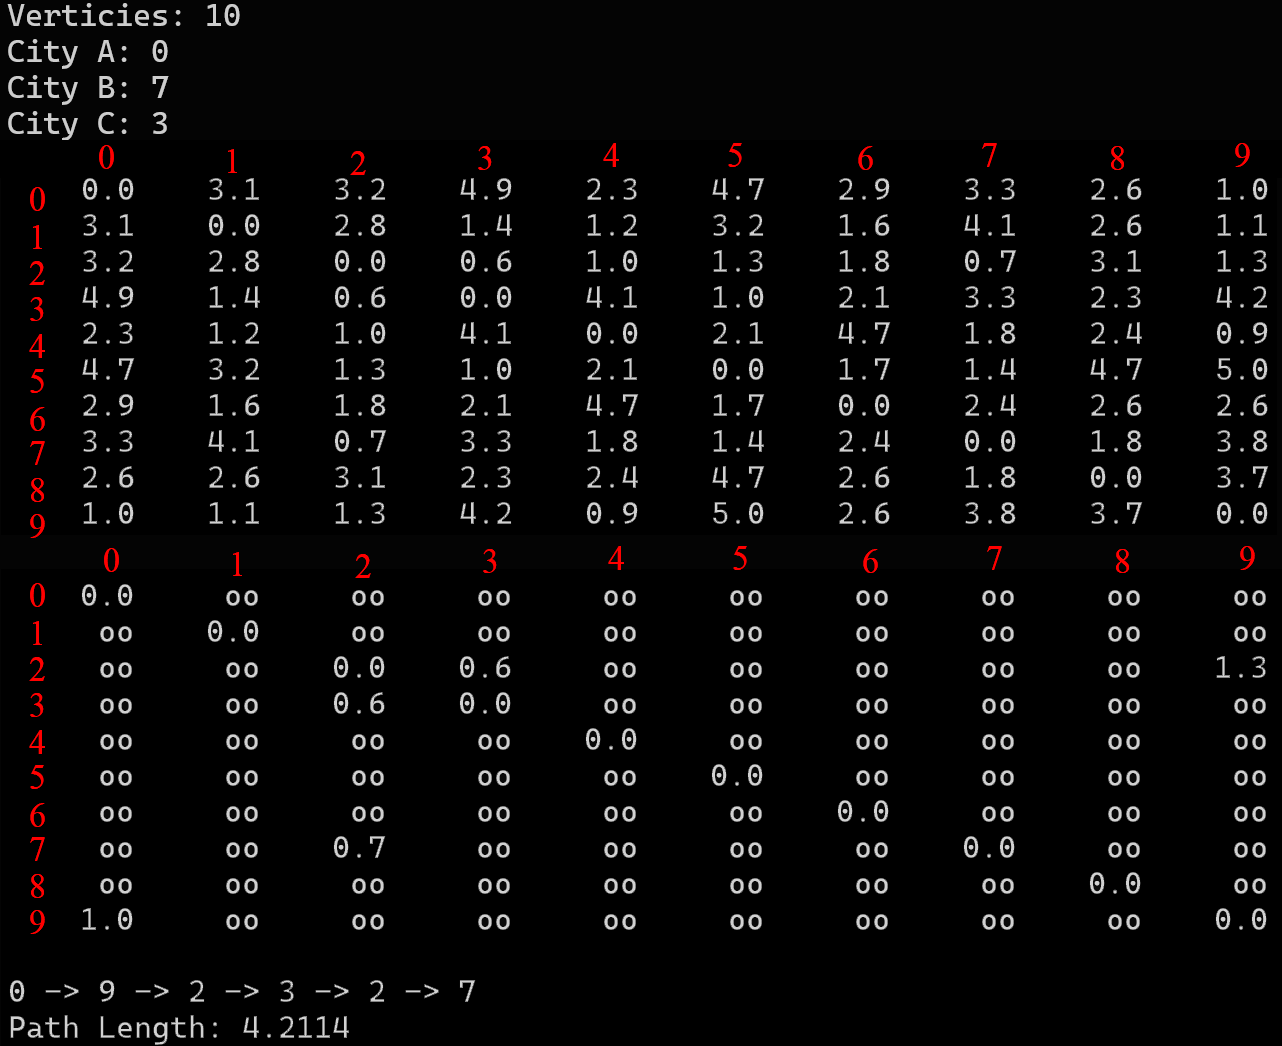 Verticies: 10
City A: 0
City B: 7
City C: 3
0 1 2 3 4 5 6 7 8 9
0 0.0 3.1 3.2 4.9 2.3 4.7 2.9 3.3 2.6 1.0
1 3.1 0.0 2.8 1.4 1.2 3.2 1.6 4.1 2.6 1.1
2 3.2 2.8 0.0 0.6 1.0 1.3 1.8 0.7 3.1 1.3
3 4.9 1.4 0.6 0.0 4.1 1.0 2.1 3.3 2.3 4.2
4 2.3 1.2 1.0 4.1 0.0 2.1 4.7 1.8 2.4 0.9
5 4.7 3.2 1.3 1.0 2.1 0.0 1.7 1.4 4.7 5.0
6 2.9 1.6 1.8 2.1 4.7 1.7 0.0 2.4 2.6 2.6
7 3.3 4.1 0.7 3.3 1.8 1.4 2.4 0.0 1.8 3.8
8 2.6 2.6 3.1 2.3 2.4 4.7 2.6 1.8 0.0 3.7
9 1.0 1.1 1.3 4.2 0.9 5.0 2.6 3.8 3.7 0.0
0 1 2 3 4 5 6 7 8 9
0 0.0 oo oo oo oo oo oo oo oo oo
1 oo 0.0 oo oo oo oo oo oo oo oo
2 oo oo 0.0 0.6 oo oo oo oo oo 1.3
3 oo oo 0.6 0.0 oo oo oo oo oo oo
4 oo oo oo oo 0.0 oo oo oo oo oo
5 oo oo oo oo oo 0.0 oo oo oo oo
6 oo oo oo oo oo oo 0.0 oo oo oo
7 oo oo 0.7 oo oo oo oo 0.0 oo oo
8 oo oo oo oo oo oo oo oo 0.0 oo
9 1.0 oo oo oo oo oo oo oo oo 0.0
0 -> 9 -> 2 -> 3 -> 2 -> 7
Path Length: 4.2114